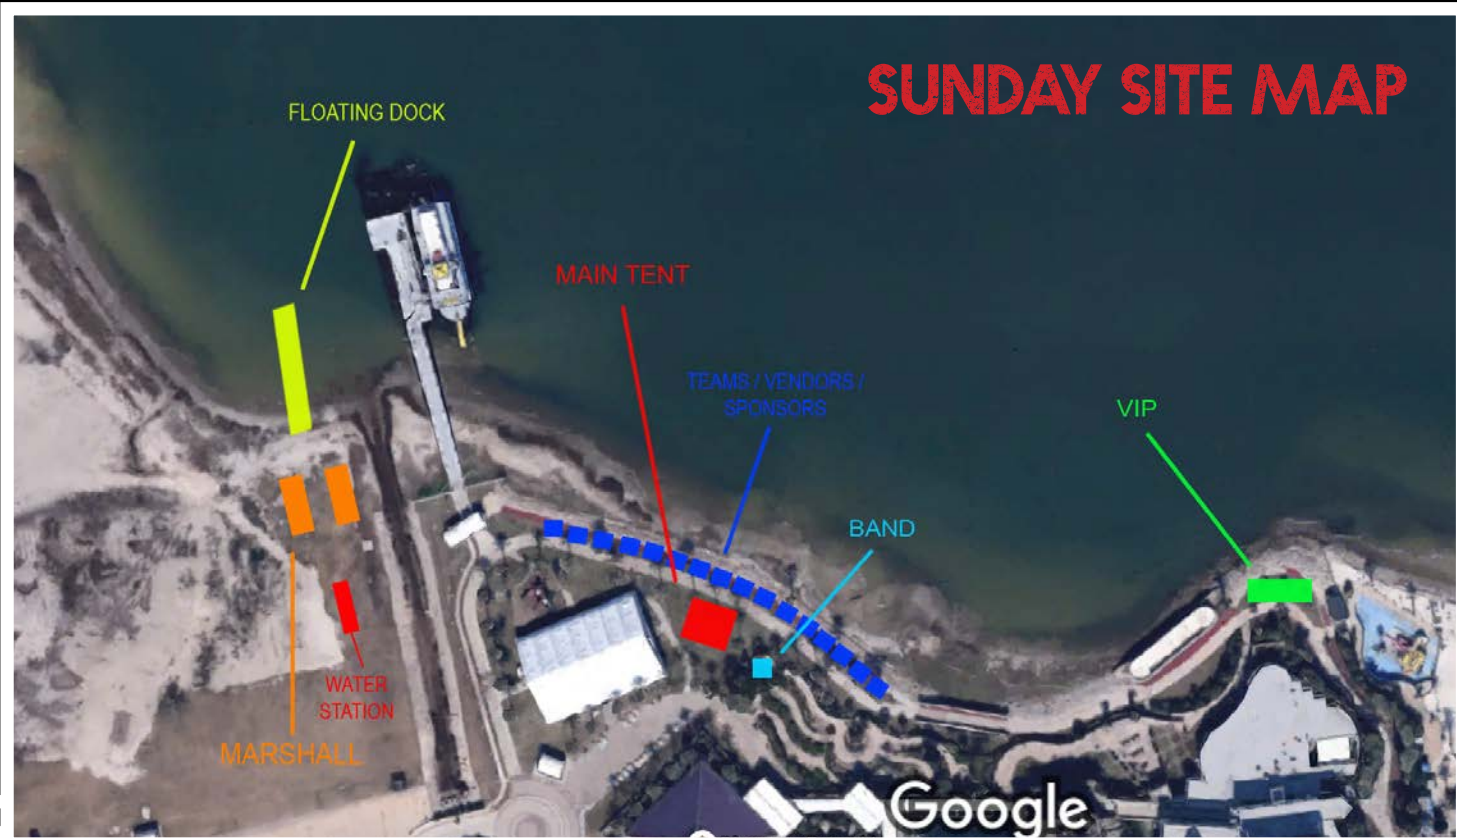 SUNDAY SITE MAP
FLOATING DOCK
MAIN TENT
TEAMS / VENDORS /
SPONSORS
VIP
BAND
WATER
STATION
MARSHALL
Google